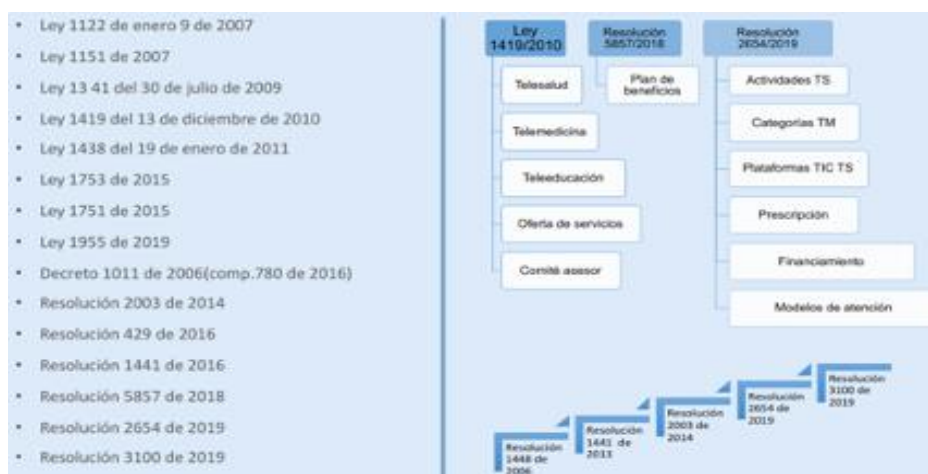 • Ley 1122 de enero 9 de 2007
• Ley 1151 de 2007
• Ley 13 41 del 30 de julio de 2009
• Ley 1419 del 13 de diciembre de 2010
• Ley 1438 del 19 de enero de 2011
• Ley 1753 de 2015
• Ley 1751 de 2015
• Ley 1955 de 2019
• Decreto 1011 de 2006(comp.780 de 2016)
• Resolución 2003 de 2014
• Resolución 429 de 2016
• Resolución 1441 de 2016
• Resolución 5857 de 2018
• Resolución 2654 de 2019
• Resolución 3100 de 2019
Ley
1419/2010
Telesalud
Telemedicina
Teleeducación
Oferta de servicios
Comité asesor
Resolución
5857/2018
Plan de
beneficios
Resolución
2654/2019
Actividades TS
Categorías TM
Plataformas TIC TS
Prescripción
Financiamiento
Modelos de atención
Resolución
1448 de
2006
Resolución
1441 de
2013
Resolución
2003 de
2014
Resolución
2654 de
2019
Resolución
3100 de
2019